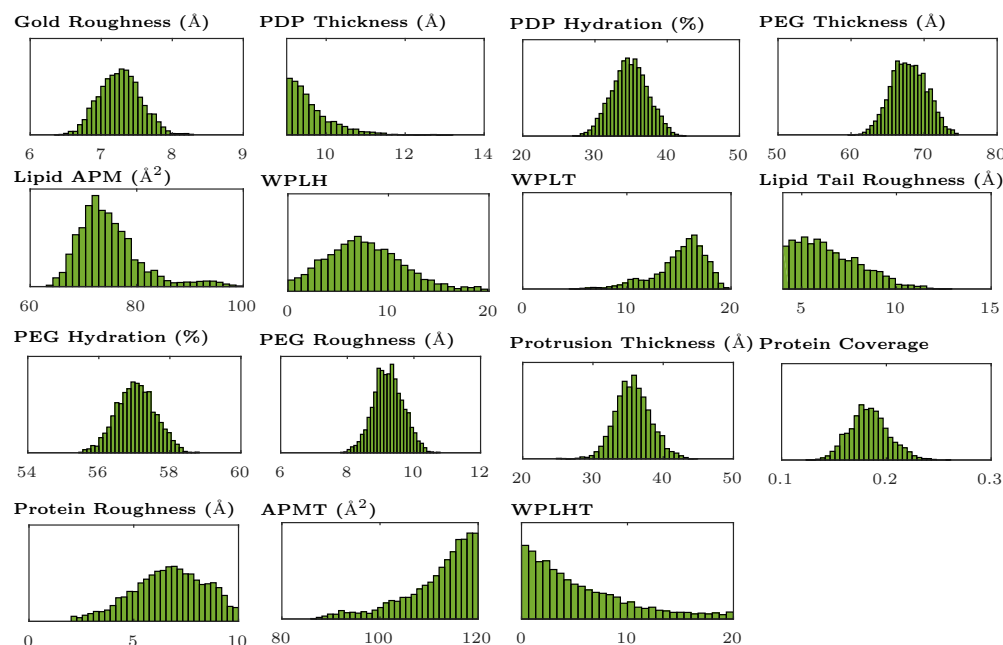 Gold Roughness (Å)
PDP Thickness (Å)
PDP Hydration (%)
PEG Thickness (Å)
6 7 8 9
10 12 14
20 30 40 50
50 60 70 80
Lipid APM (Å²)
WPLH
WPLT
Lipid Tail Roughness (Å)
60 80 100
0 10 20
0 10 20
5 10 15
PEG Hydration (%)
PEG Roughness (Å)
Protrusion Thickness (Å)
Protein Coverage
54 56 58 60
6 8 10 12
20 30 40 50
0.1 0.2 0.3
Protein Roughness (Å)
APMT (Å²)
WPLHT
0 5 10
80 100 120
0 10 20